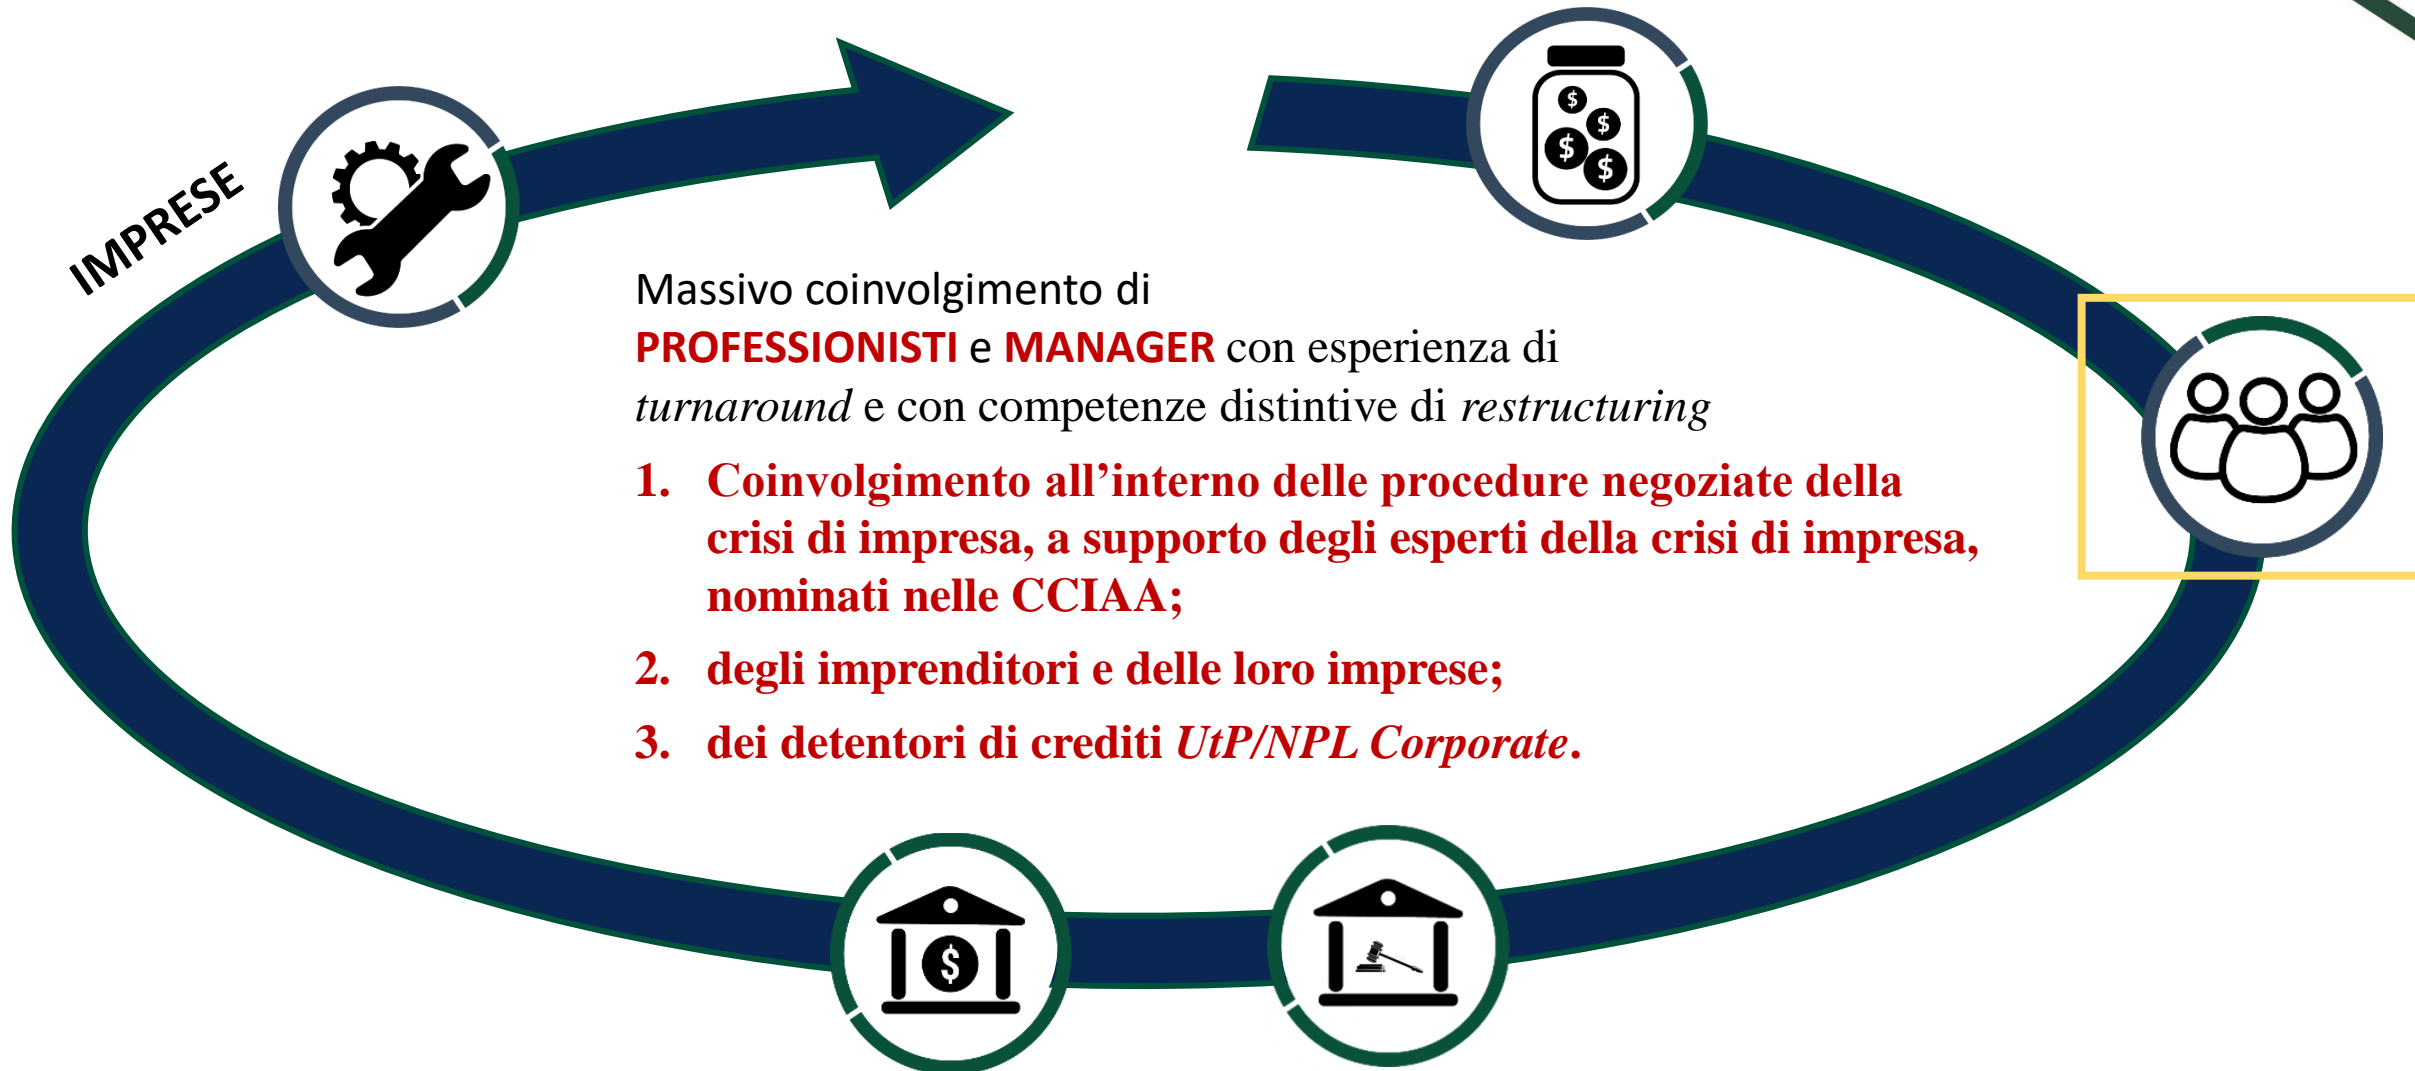 IMPRESE
Massivo coinvolgimento di
PROFESSIONISTI e MANAGER con esperienza di
turnaround e con competenze distintive di restructuring
1. Coinvolgimento all’interno delle procedure negoziate della
crisi di impresa, a supporto degli esperti della crisi di impresa,
nominati nelle CCIAA;
2. degli imprenditori e delle loro imprese;
3. dei detentori di crediti UtP/NPL Corporate.
$
$
$
$
$